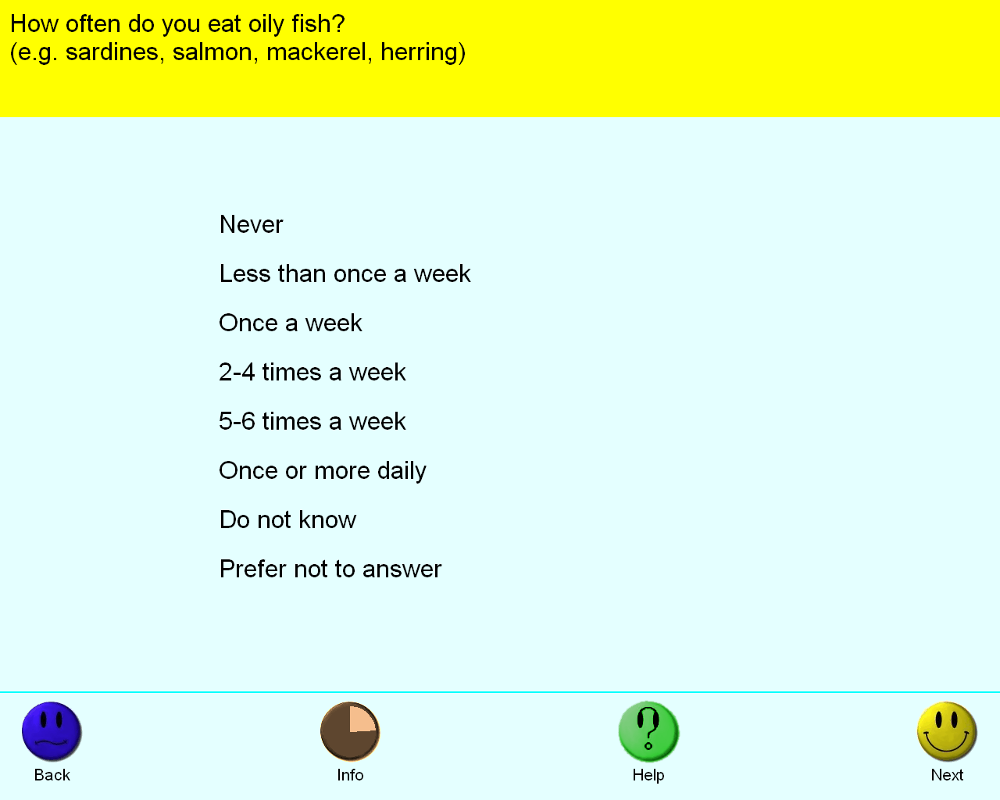 How often do you eat oily fish?
(e.g. sardines, salmon, mackerel, herring)
Never
Less than once a week
Once a week
2-4 times a week
5-6 times a week
Once or more daily
Do not know
Prefer not to answer
Back
Info
Help
Next